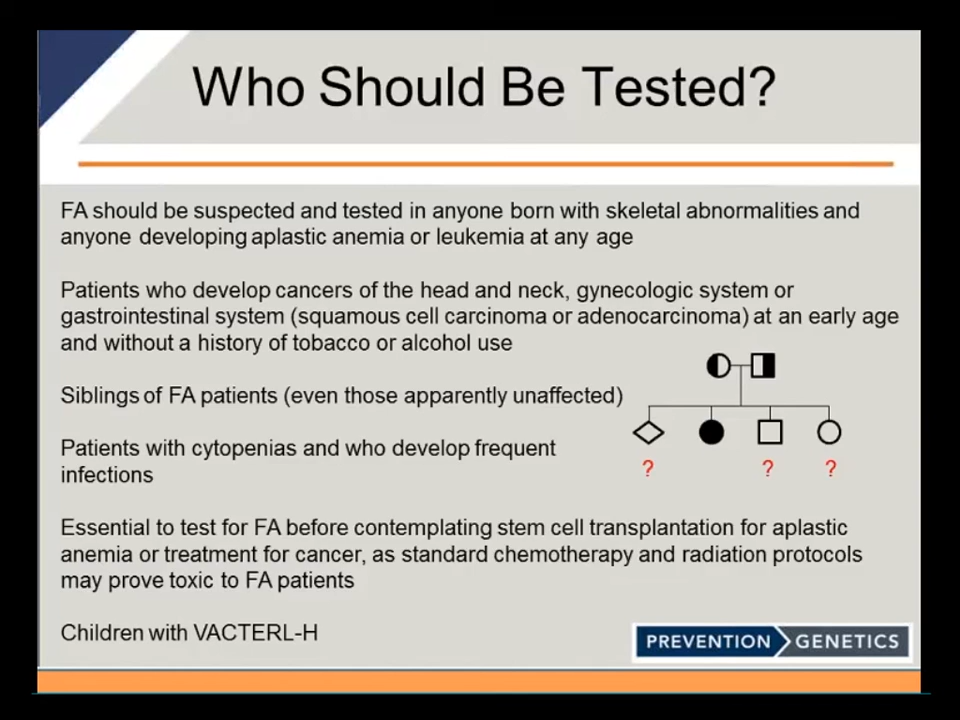 Who Should Be Tested?
FA should be suspected and tested in anyone born with skeletal abnormalities and
anyone developing aplastic anemia or leukemia at any age
Patients who develop cancers of the head and neck, gynecologic system or
gastrointestinal system (squamous cell carcinoma or adenocarcinoma) at an early age
and without a history of tobacco or alcohol use
Siblings of FA patients (even those apparently unaffected)
? ? ?
Patients with cytopenias and who develop frequent
infections
Essential to test for FA before contemplating stem cell transplantation for aplastic
anemia or treatment for cancer, as standard chemotherapy and radiation protocols
may prove toxic to FA patients
Children with VACTERL-H
PREVENTION GENETICS